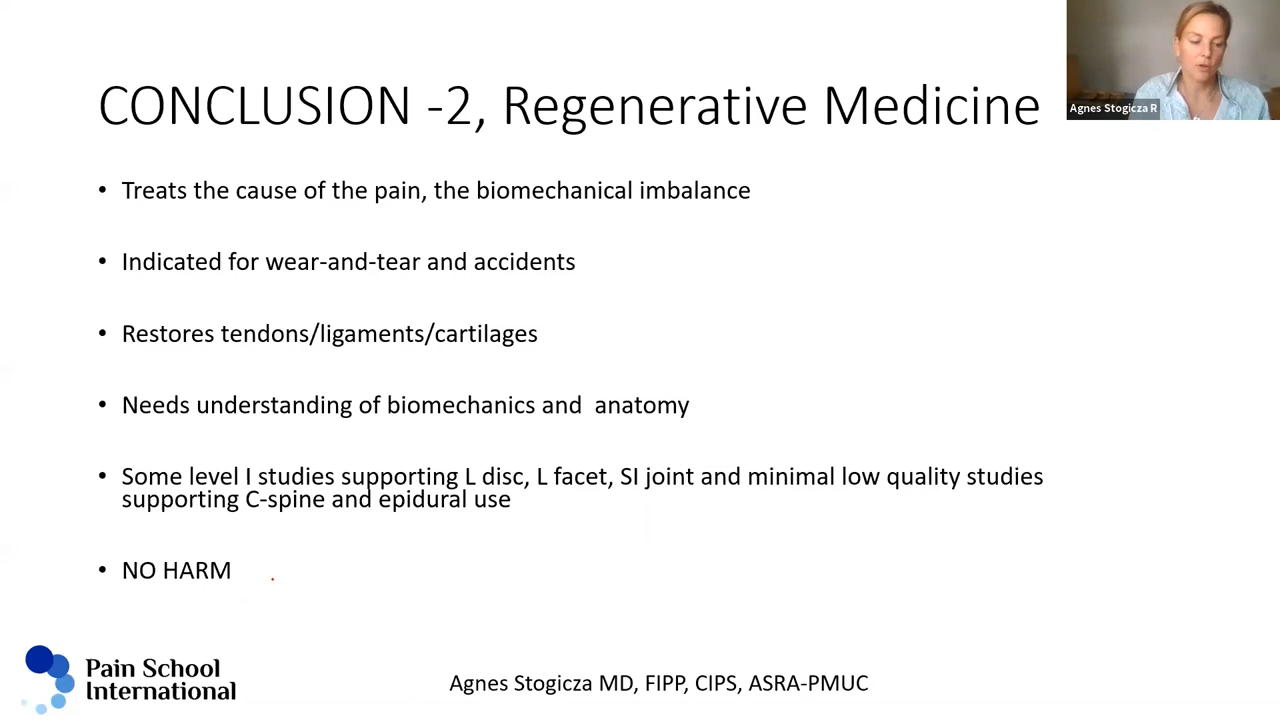 CONCLUSION -2, Regenerative Medicine
Agnes Stogicza R
• Treats the cause of the pain, the biomechanical imbalance
• Indicated for wear-and-tear and accidents
• Restores tendons/ligaments/cartilages
• Needs understanding of biomechanics and  anatomy
• Some level I studies supporting L disc, L facet, SI joint and minimal low quality studies
supporting C-spine and epidural use
• NO HARM
Pain School
International
Agnes Stogicza MD, FIPP, CIPS, ASRA-PMUC